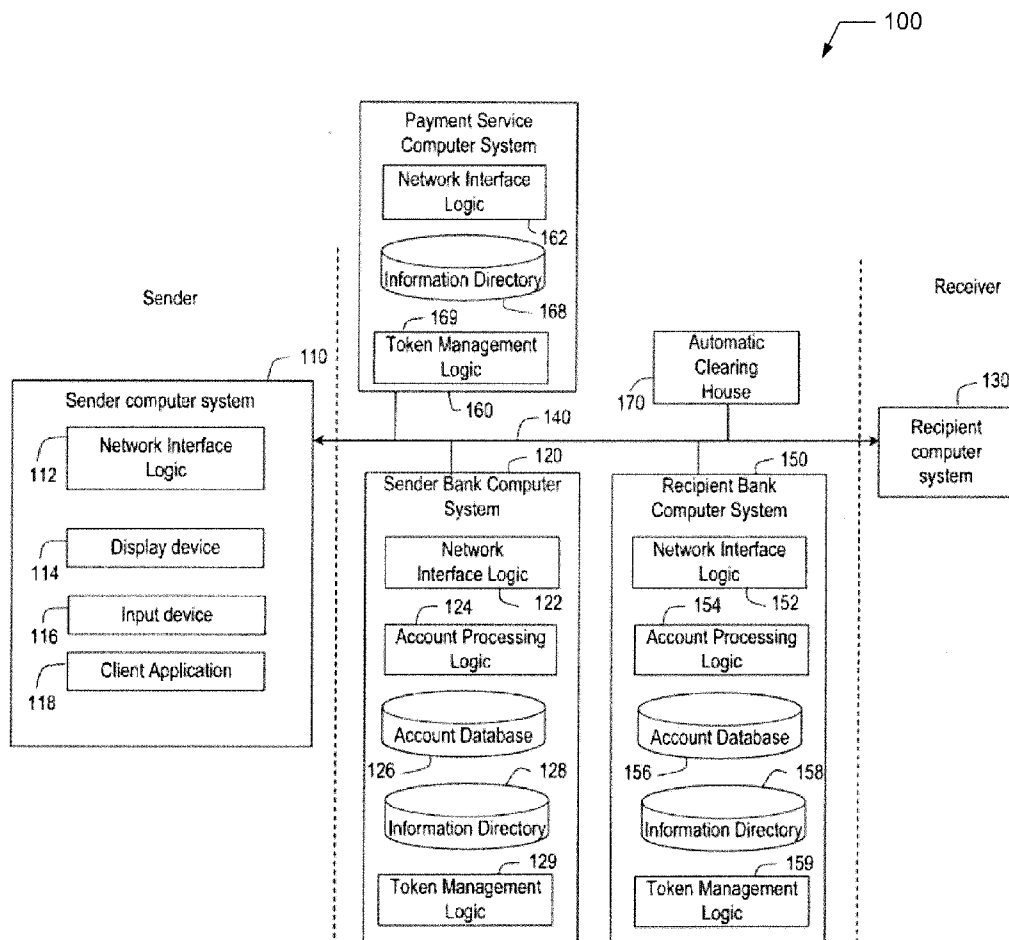 100
Payment Service
Computer System
Network Interface
Logic
162
Information Directory
168
169
Token Management
Logic
160
Sender
Receiver
110
Sender computer system
112
Network Interface
Logic
114
Display device
116
Input device
118
Client Application
170
Automatic
Clearing
House
130
Recipient
computer
system
140
120
Sender Bank Computer
System
Network
Interface Logic
122
124
Account Processing
Logic
Account Database
126
128
Information Directory
129
Token Management
Logic
150
Recipient Bank
Computer System
Network Interface
Logic
152
154
Account Processing
Logic
Account Database
156
158
Information Directory
159
Token Management
Logic